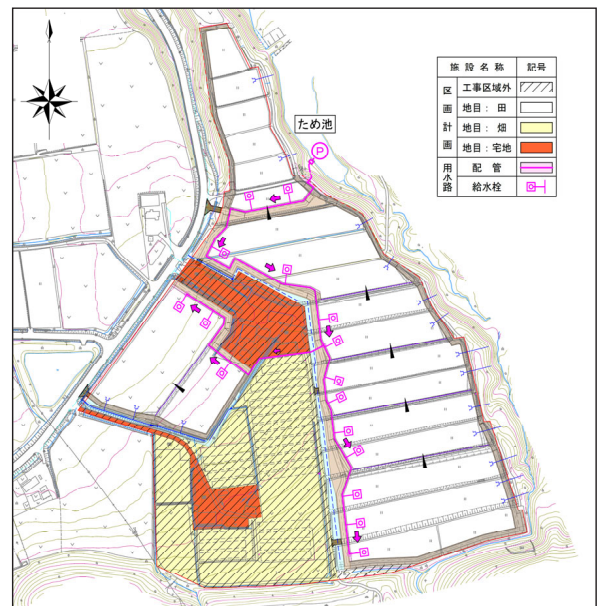 施設名称 記号
区画計画 工事区域外
地目：田
地目：畑
地目：宅地
用水路 配管
給水栓
ため池
P